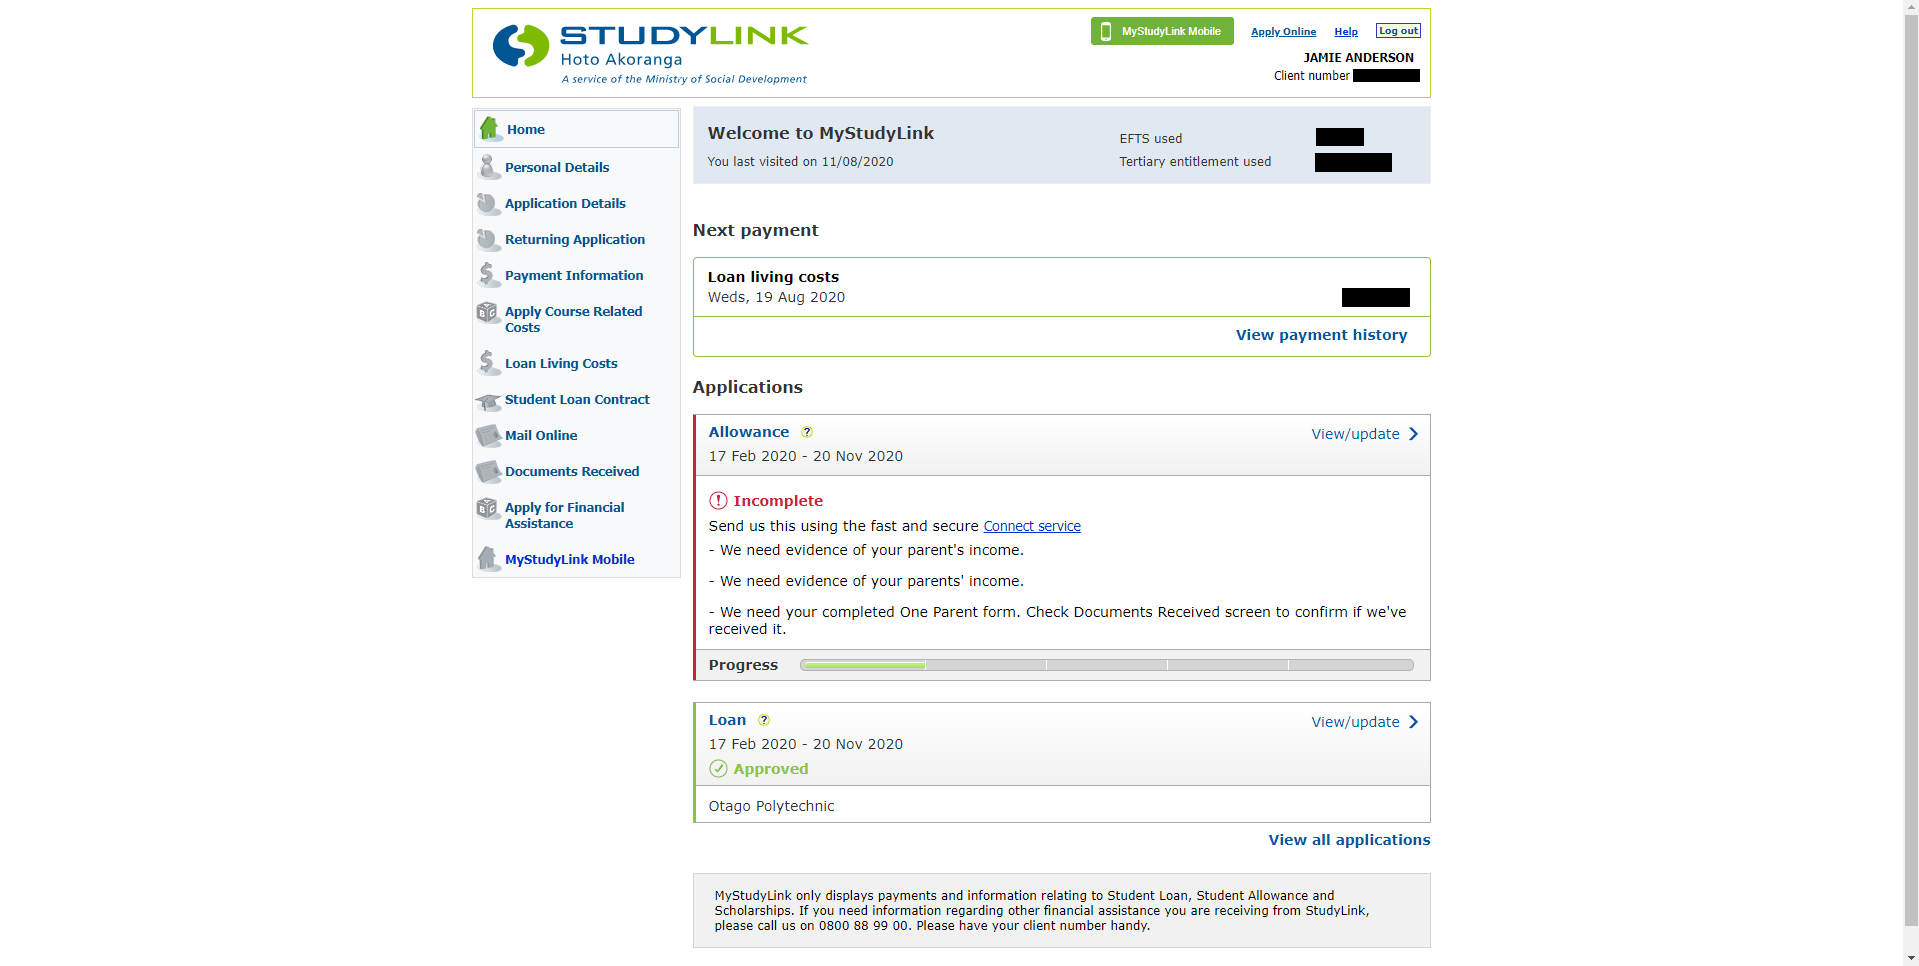 STUDYLINK
Hoto Akoranga
A service of the Ministry of Social Development
MyStudyLink Mobile
Apply Online
Help
Log out
JAMIE ANDERSON
Client number
Home
Personal Details
Application Details
Returning Application
Payment Information
Apply Course Related
Costs
Loan Living Costs
Student Loan Contract
Mail Online
Documents Received
Apply for Financial
Assistance
MyStudyLink Mobile
Welcome to MyStudyLink
You last visited on 11/08/2020
EFTS used
Tertiary entitlement used
Next payment
Loan living costs
Weds, 19 Aug 2020
View payment history
Applications
Allowance ?
View/update
17 Feb 2020 - 20 Nov 2020
Incomplete
Send us this using the fast and secure Connect service
- We need evidence of your parent's income.
- We need evidence of your parents' income.
- We need your completed One Parent form. Check Documents Received screen to confirm if we've
received it.
Progress
Loan ?
View/update
17 Feb 2020 - 20 Nov 2020
Approved
Otago Polytechnic
View all applications
MyStudyLink only displays payments and information relating to Student Loan, Student Allowance and
Scholarships. If you need information regarding other financial assistance you are receiving from StudyLink,
please call us on 0800 88 99 00. Please have your client number handy.